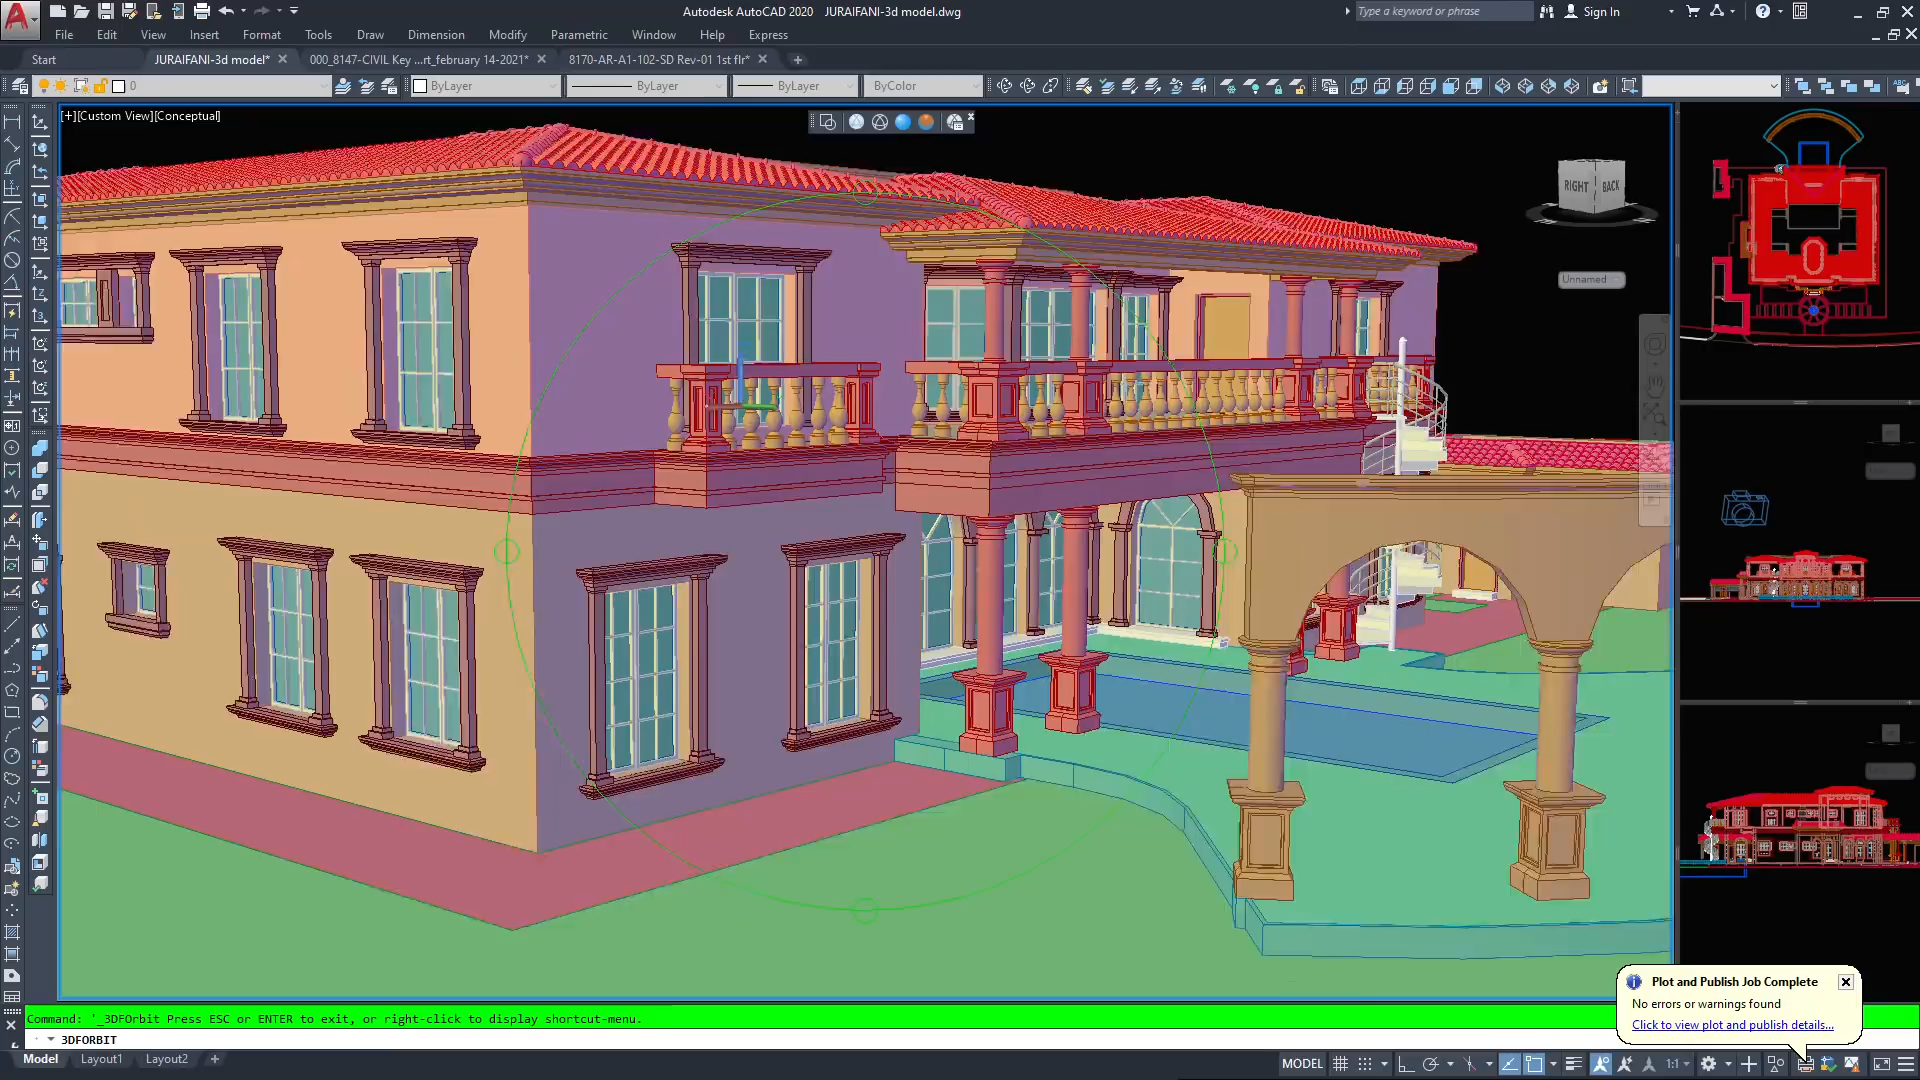 Autodesk AutoCAD 2020 JURAIFANI-3d model.dwg
Type a keyword or phrase
Sign In
File Edit View Insert Format Tools Draw Dimension Modify Parametric Window Help Express
Start JURAIFANI-3d model* 000_8147-CIVIL Key ...rt_february 14-2021* 8170-AR-A1-102-SD Rev-01 1st flr*
0 ByLayer ByLayer ByLayer ByColor
[+][Custom View][Conceptual]
RIGHT BACK
Unnamed
Plot and Publish Job Complete
No errors or warnings found
Click to view plot and publish details...
Command: '_3DFOrbit Press ESC or ENTER to exit, or right-click to display shortcut-menu.
3DFORBIT
Model Layout1 Layout2
MODEL 1:1